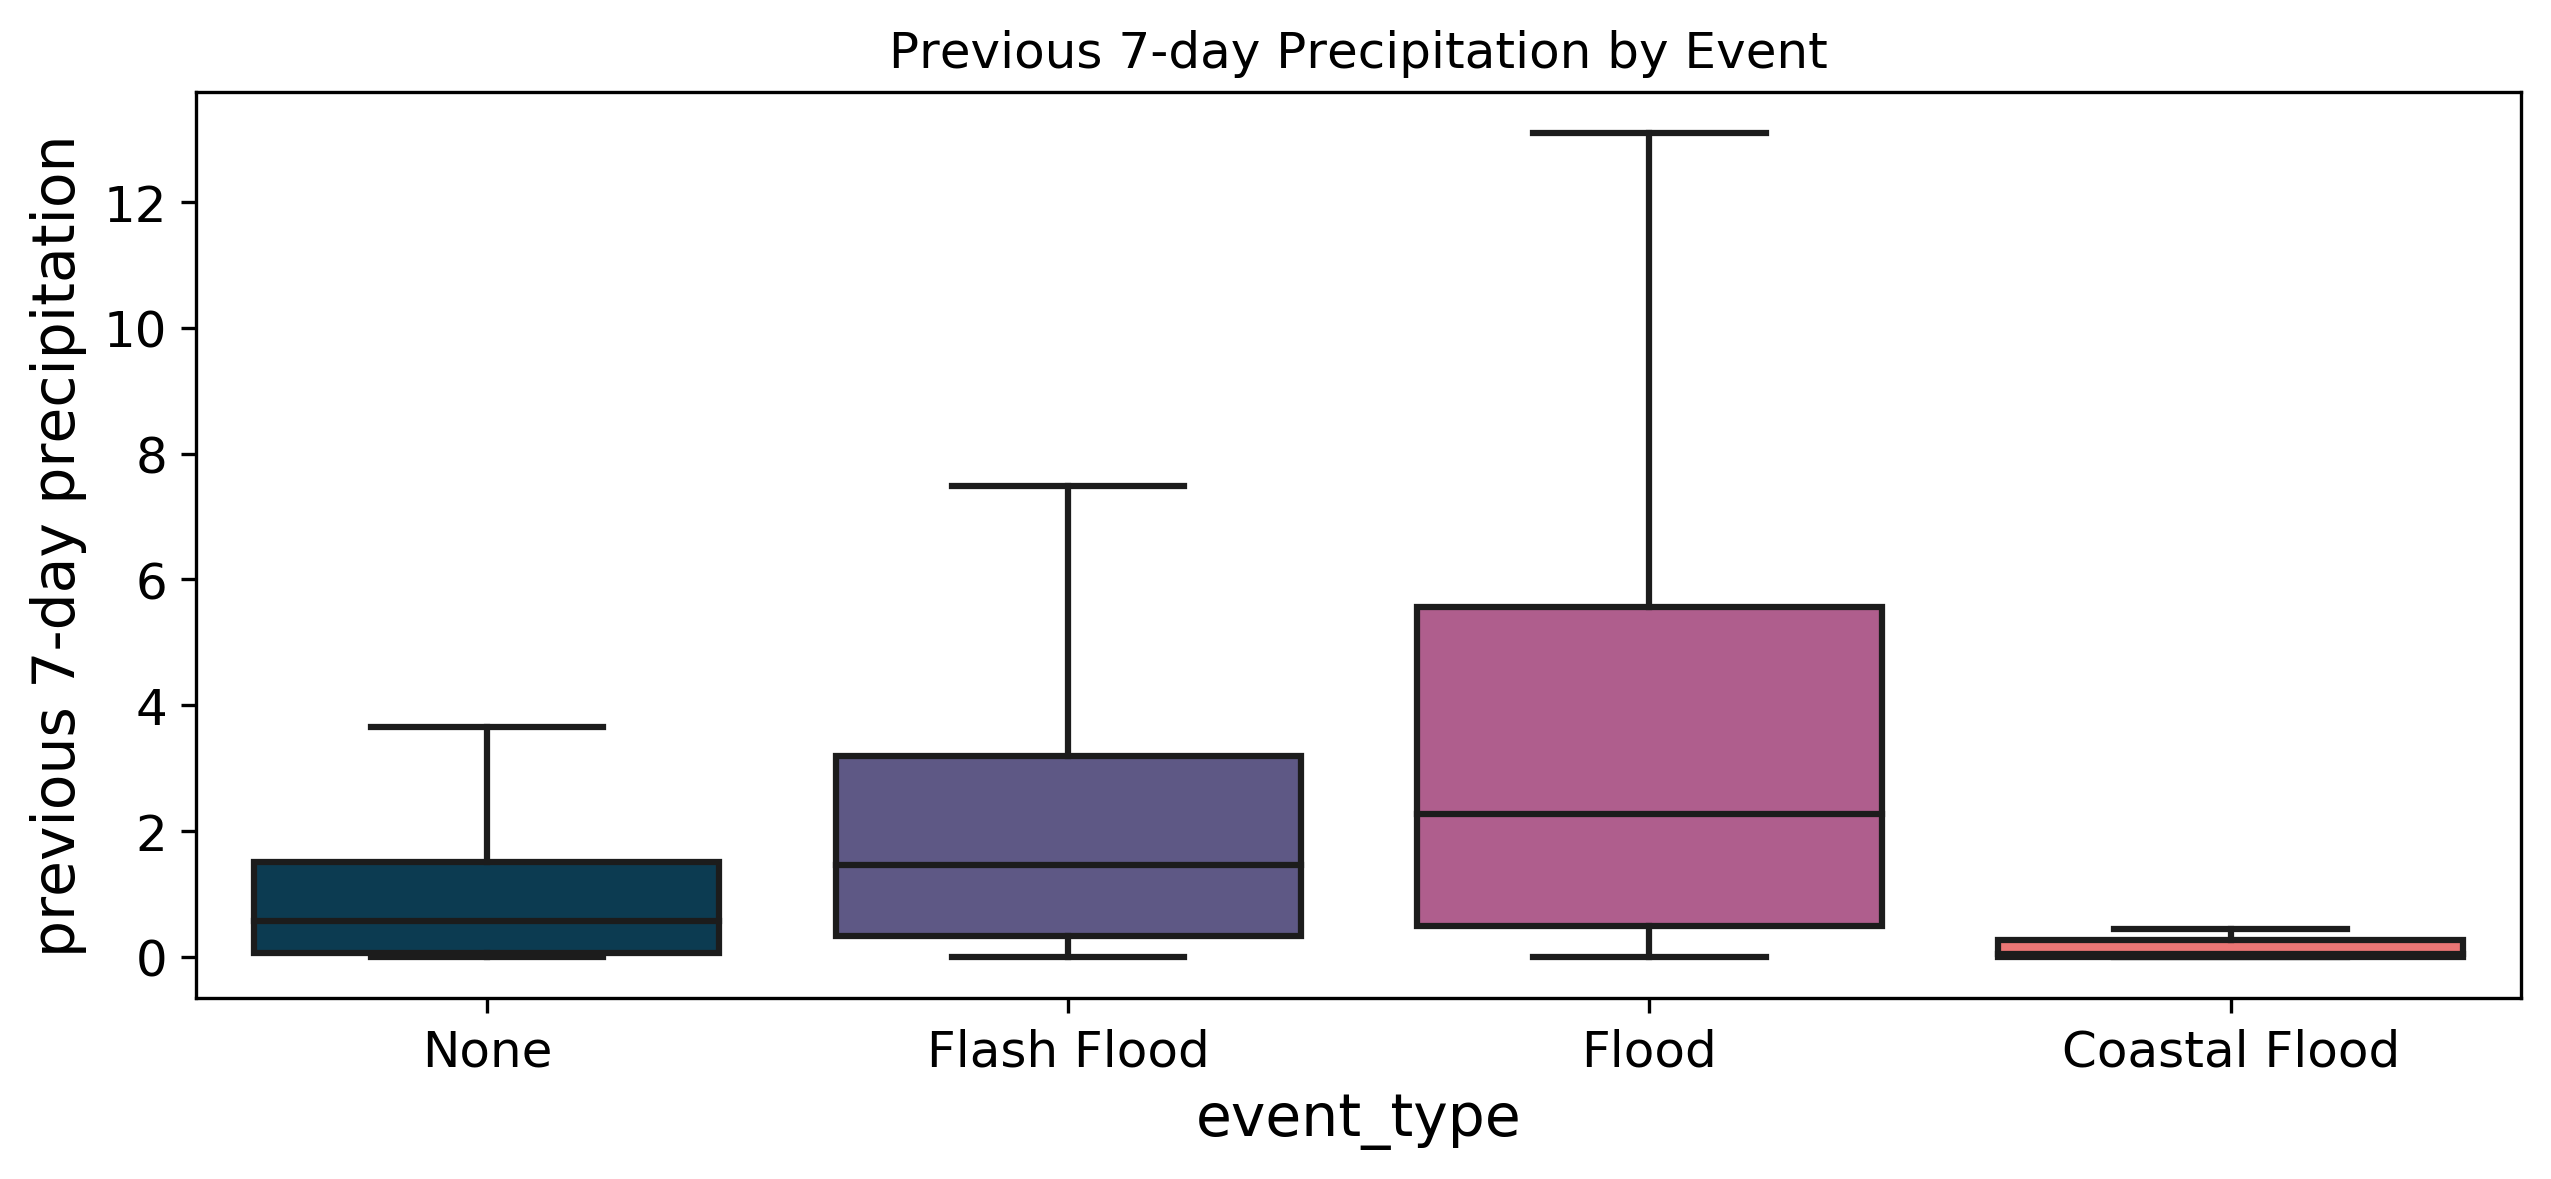 Previous 7-day Precipitation by Event
previous 7-day precipitation
12
10
8
6
4
2
0
None
Flash Flood
Flood
Coastal Flood
event_type